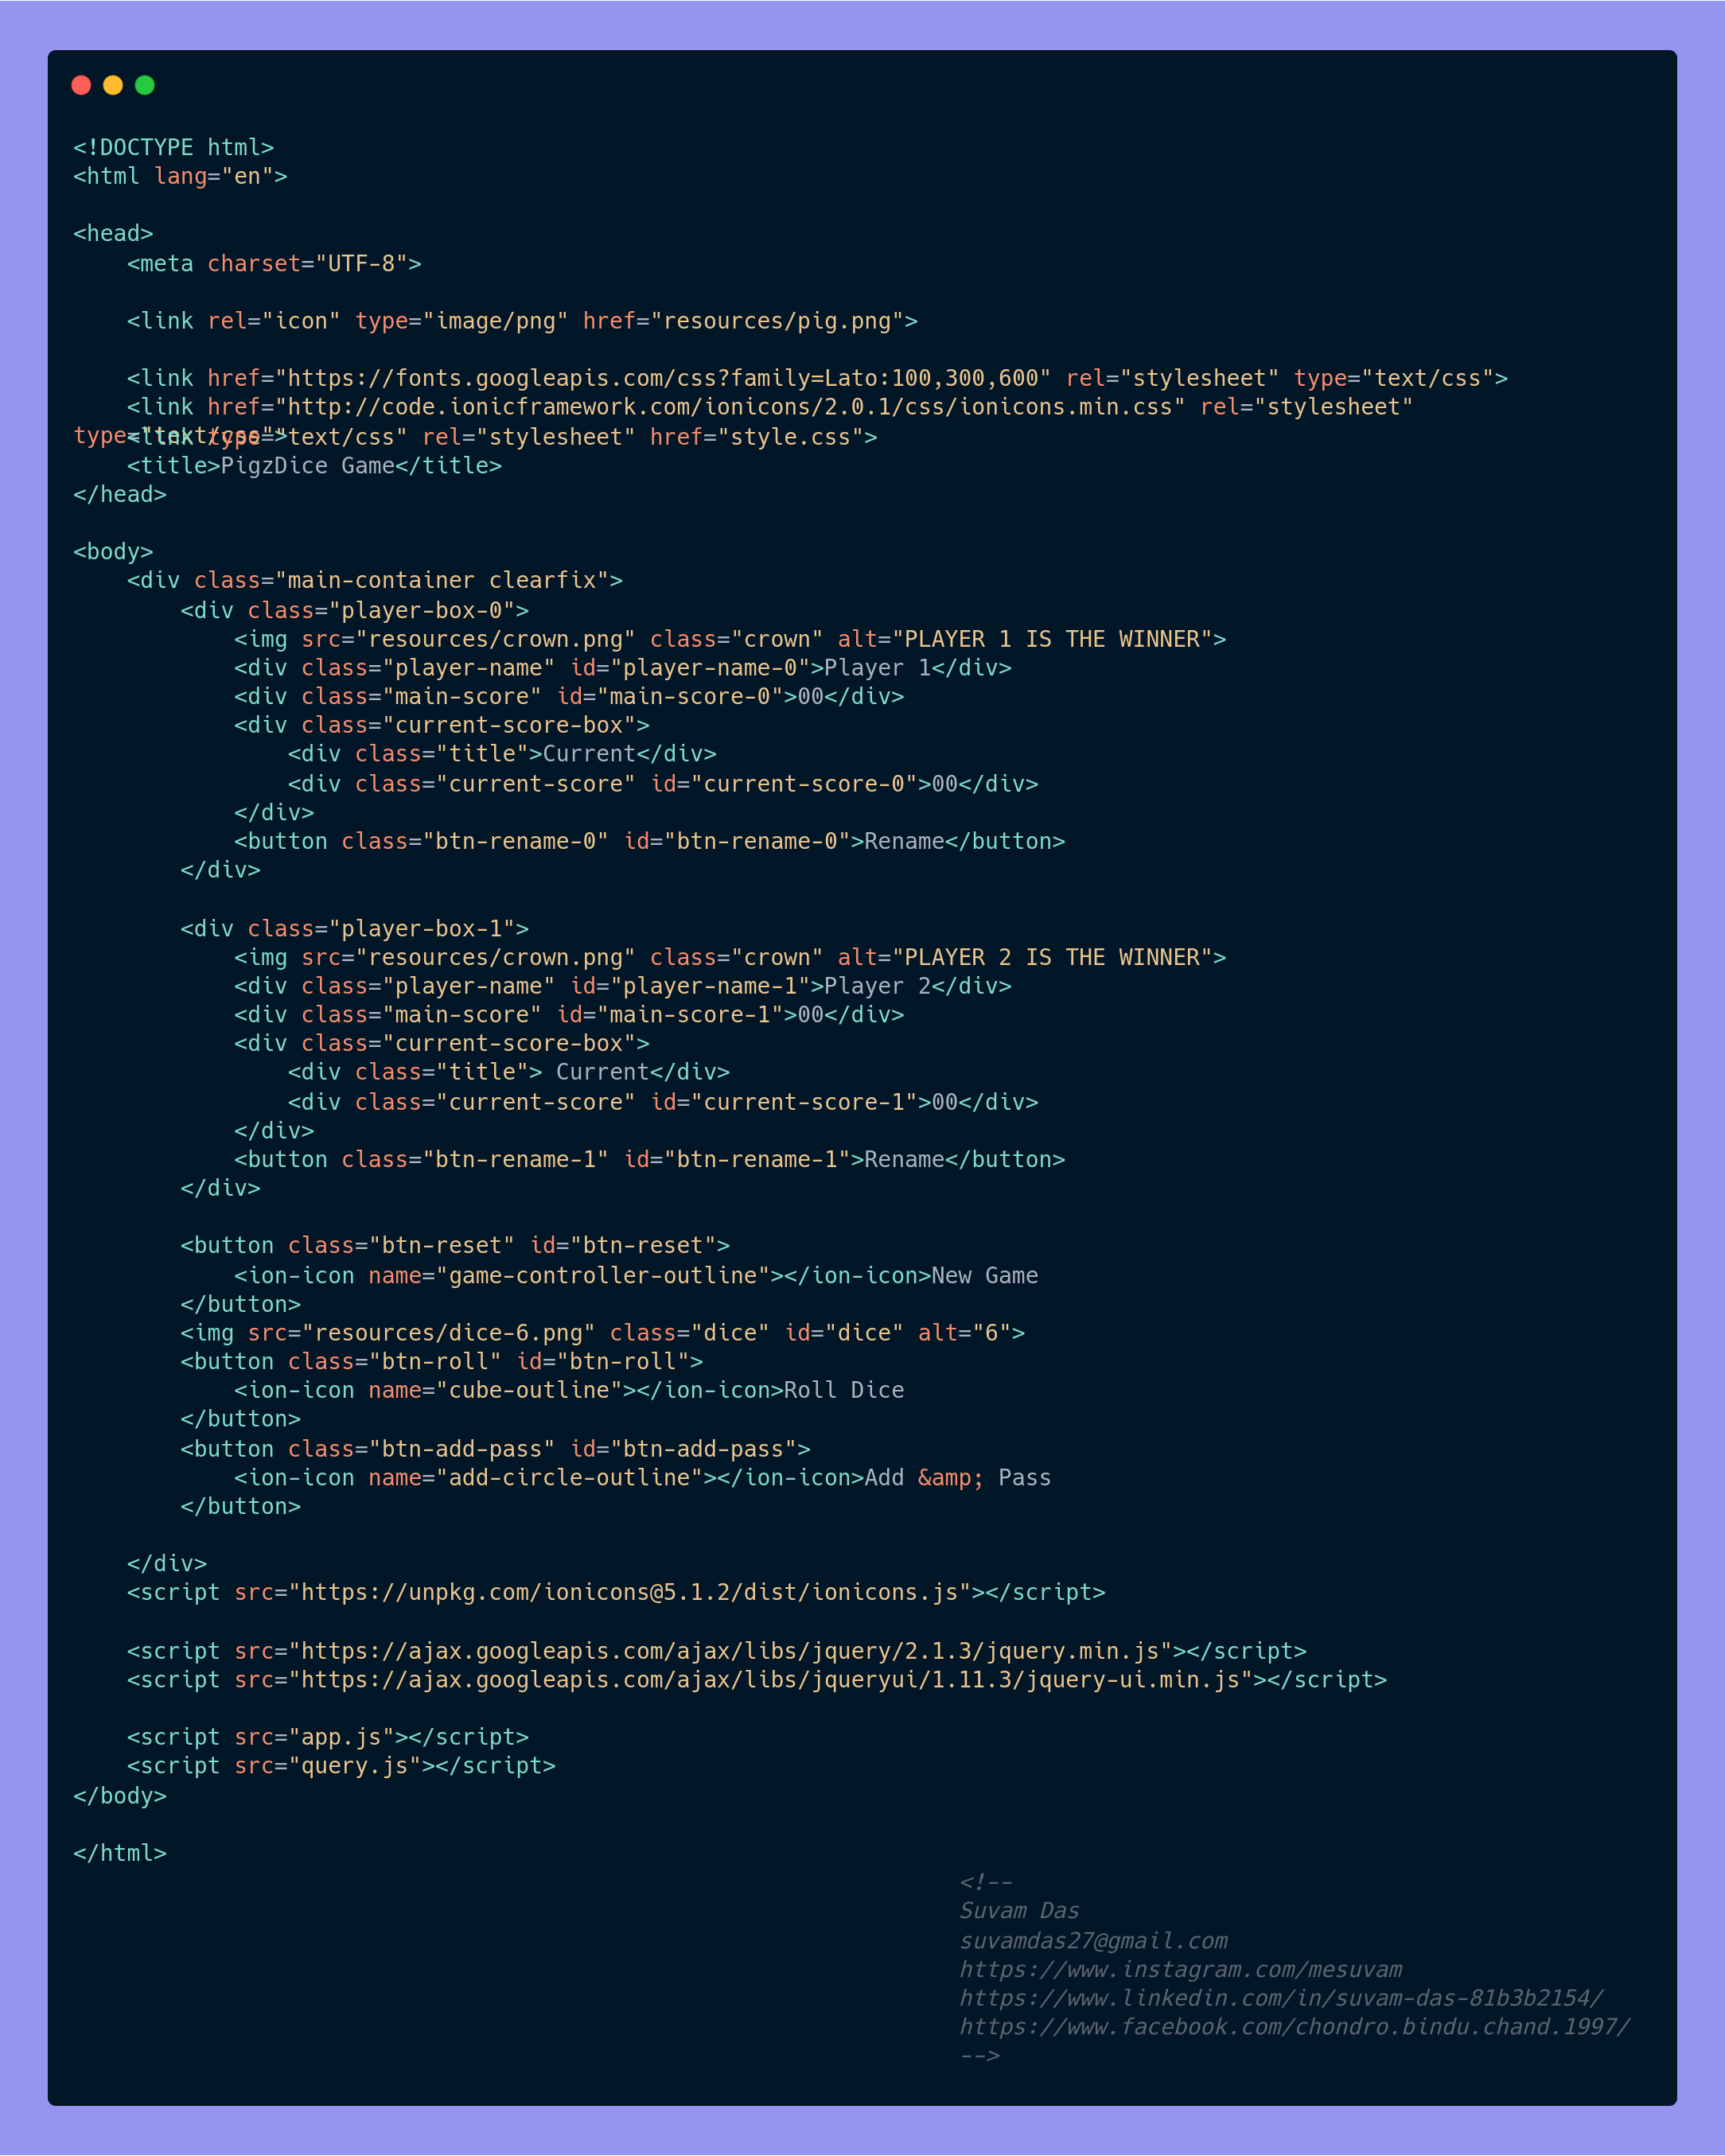 <!DOCTYPE html>
<html lang="en">

<head>
    <meta charset="UTF-8">

    <link rel="icon" type="image/png" href="resources/pig.png">

    <link href="https://fonts.googleapis.com/css?family=Lato:100,300,600" rel="stylesheet" type="text/css">
    <link href="http://code.ionicframework.com/ionicons/2.0.1/css/ionicons.min.css" rel="stylesheet"
type="text/css">
    <link type="text/css" rel="stylesheet" href="style.css">
    <title>PigzDice Game</title>
</head>

<body>
    <div class="main-container clearfix">
        <div class="player-box-0">
            <img src="resources/crown.png" class="crown" alt="PLAYER 1 IS THE WINNER">
            <div class="player-name" id="player-name-0">Player 1</div>
            <div class="main-score" id="main-score-0">00</div>
            <div class="current-score-box">
                <div class="title">Current</div>
                <div class="current-score" id="current-score-0">00</div>
            </div>
            <button class="btn-rename-0" id="btn-rename-0">Rename</button>
        </div>

        <div class="player-box-1">
            <img src="resources/crown.png" class="crown" alt="PLAYER 2 IS THE WINNER">
            <div class="player-name" id="player-name-1">Player 2</div>
            <div class="main-score" id="main-score-1">00</div>
            <div class="current-score-box">
                <div class="title"> Current</div>
                <div class="current-score" id="current-score-1">00</div>
            </div>
            <button class="btn-rename-1" id="btn-rename-1">Rename</button>
        </div>

        <button class="btn-reset" id="btn-reset">
            <ion-icon name="game-controller-outline"></ion-icon>New Game
        </button>
        <img src="resources/dice-6.png" class="dice" id="dice" alt="6">
        <button class="btn-roll" id="btn-roll">
            <ion-icon name="cube-outline"></ion-icon>Roll Dice
        </button>
        <button class="btn-add-pass" id="btn-add-pass">
            <ion-icon name="add-circle-outline"></ion-icon>Add &amp; Pass
        </button>

    </div>
    <script src="https://unpkg.com/ionicons@5.1.2/dist/ionicons.js"></script>

    <script src="https://ajax.googleapis.com/ajax/libs/jquery/2.1.3/jquery.min.js"></script>
    <script src="https://ajax.googleapis.com/ajax/libs/jqueryui/1.11.3/jquery-ui.min.js"></script>

    <script src="app.js"></script>
    <script src="query.js"></script>
</body>

</html>
<!--
Suvam Das
suvamdas27@gmail.com
https://www.instagram.com/mesuvam
https://www.linkedin.com/in/suvam-das-81b3b2154/
https://www.facebook.com/chondro.bindu.chand.1997/
-->